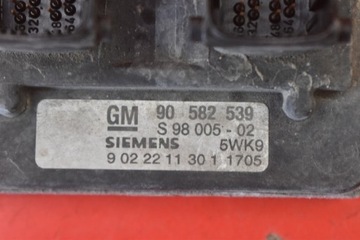 GM 90 582 539
S 98 005 - 02
SIEMENS 5WK9
9 02 22 11 30 1 1705